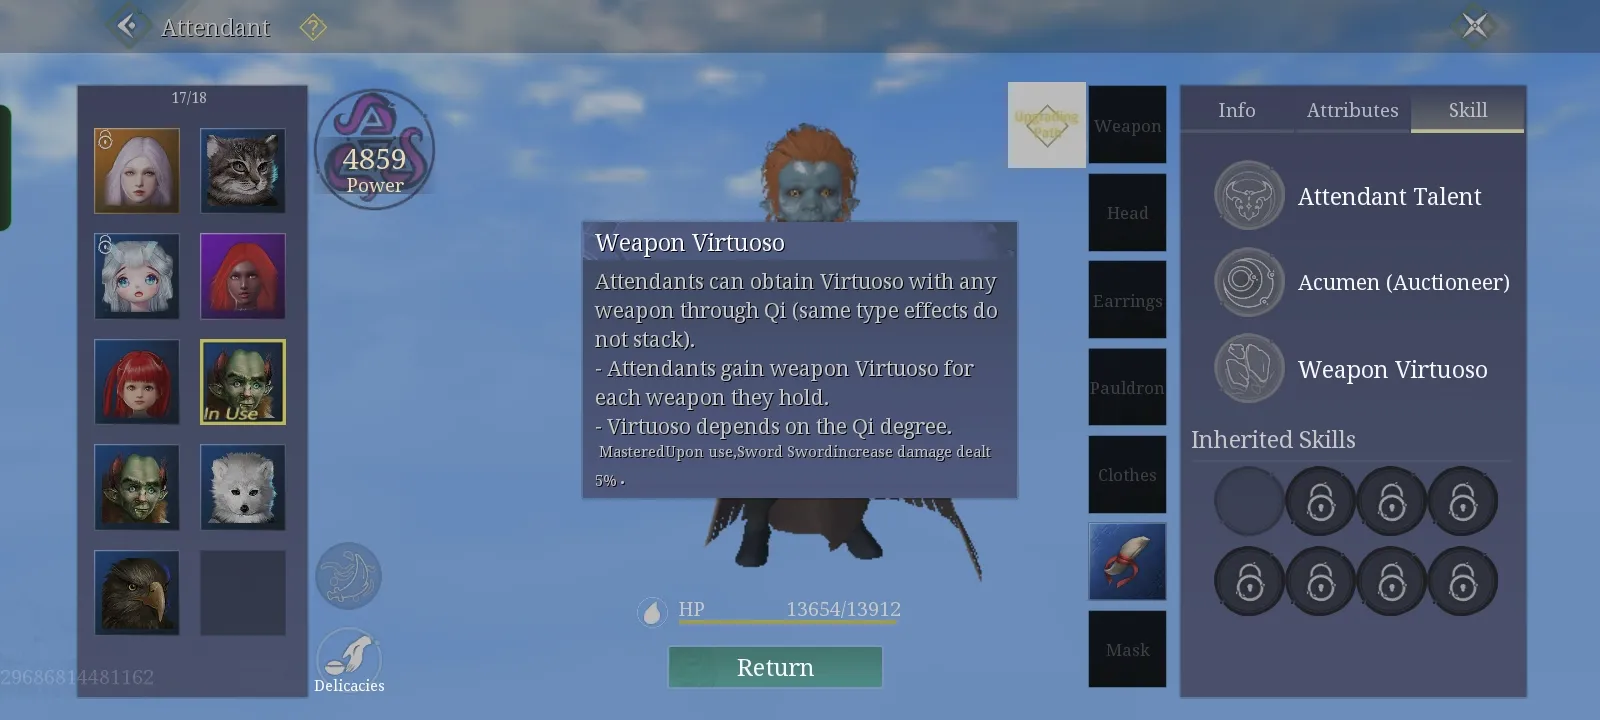 Attendant
?
17/18
4859
Power
In Use
Delicacies
29686814481162
Weapon Virtuoso
Attendants can obtain Virtuoso with any
weapon through Qi (same type effects do
not stack).
- Attendants gain weapon Virtuoso for
each weapon they hold.
- Virtuoso depends on the Qi degree.
MasteredUpon use,Sword Swordincrease damage dealt
5% .
HP 13654/13912
Return
Upgrading
Path
Weapon
Head
Earrings
Pauldron
Clothes
Mask
Info Attributes Skill
Attendant Talent
Acumen (Auctioneer)
Weapon Virtuoso
Inherited Skills